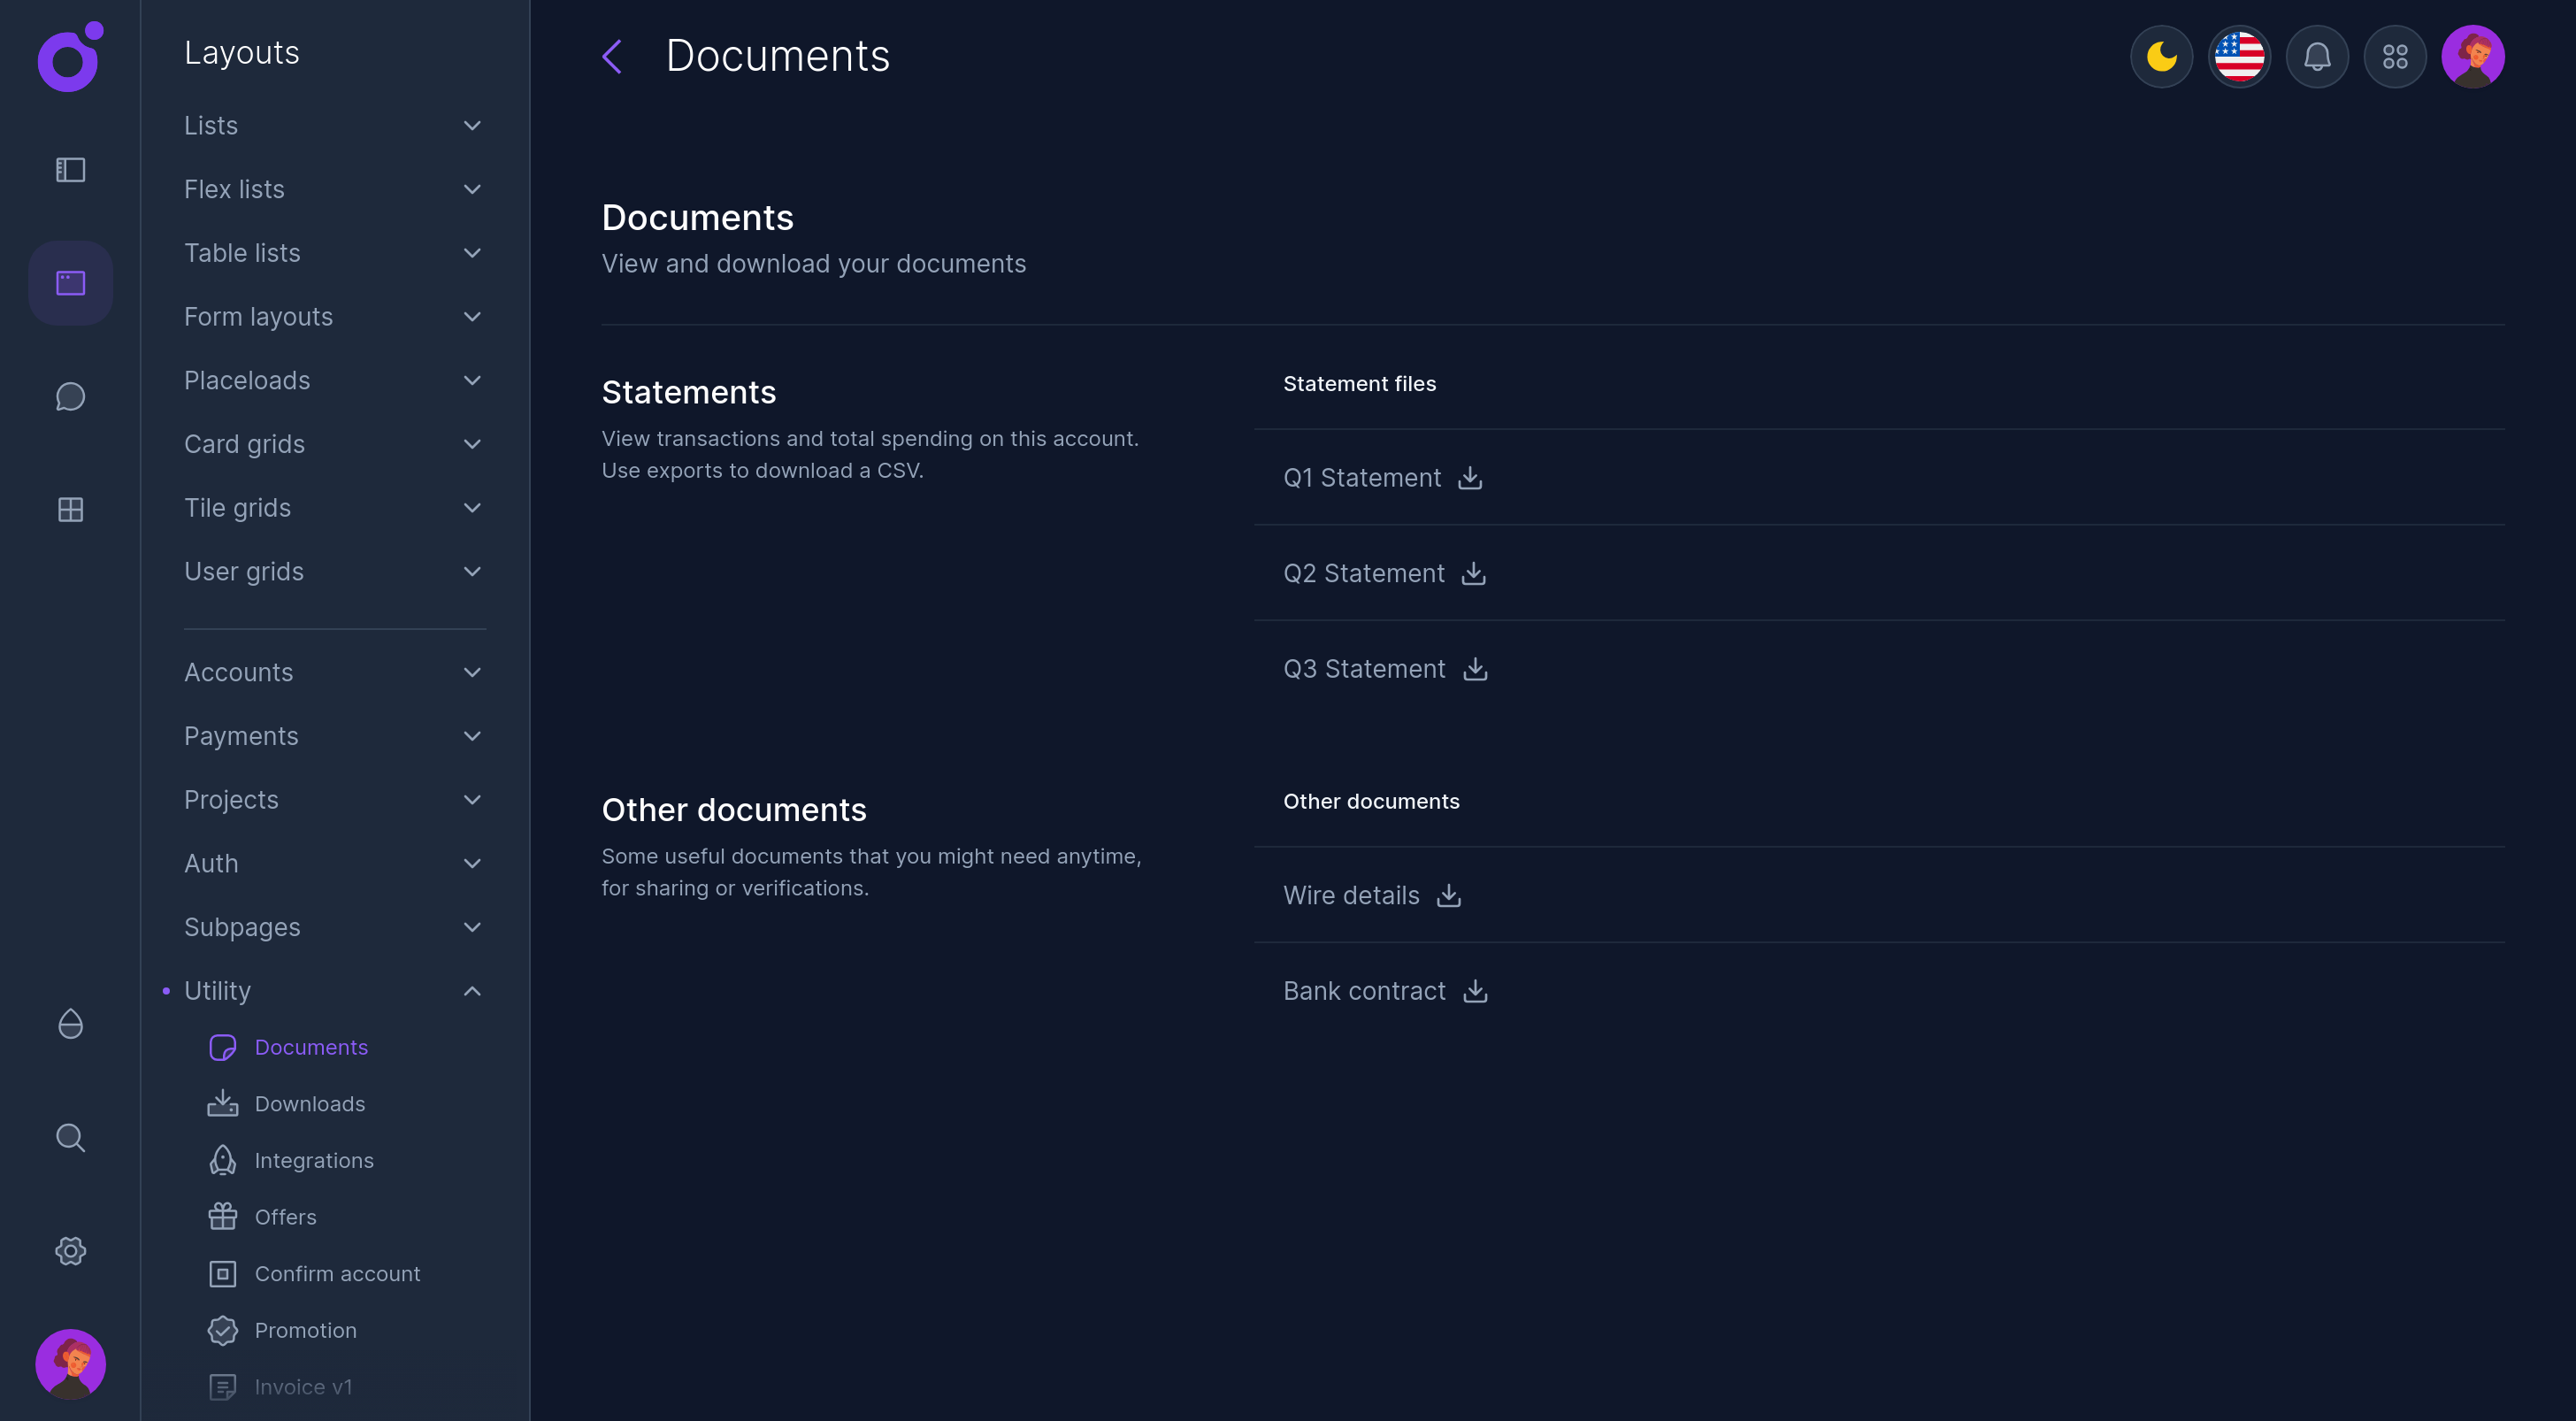 Layouts
Lists
Flex lists
Table lists
Form layouts
Placeloads
Card grids
Tile grids
User grids
Accounts
Payments
Projects
Auth
Subpages
Utility
Documents
Downloads
Integrations
Offers
Confirm account
Promotion
Invoice v1
Documents
Documents
View and download your documents
Statements
View transactions and total spending on this account.
Use exports to download a CSV.
Statement files
Q1 Statement
Q2 Statement
Q3 Statement
Other documents
Some useful documents that you might need anytime,
for sharing or verifications.
Other documents
Wire details
Bank contract